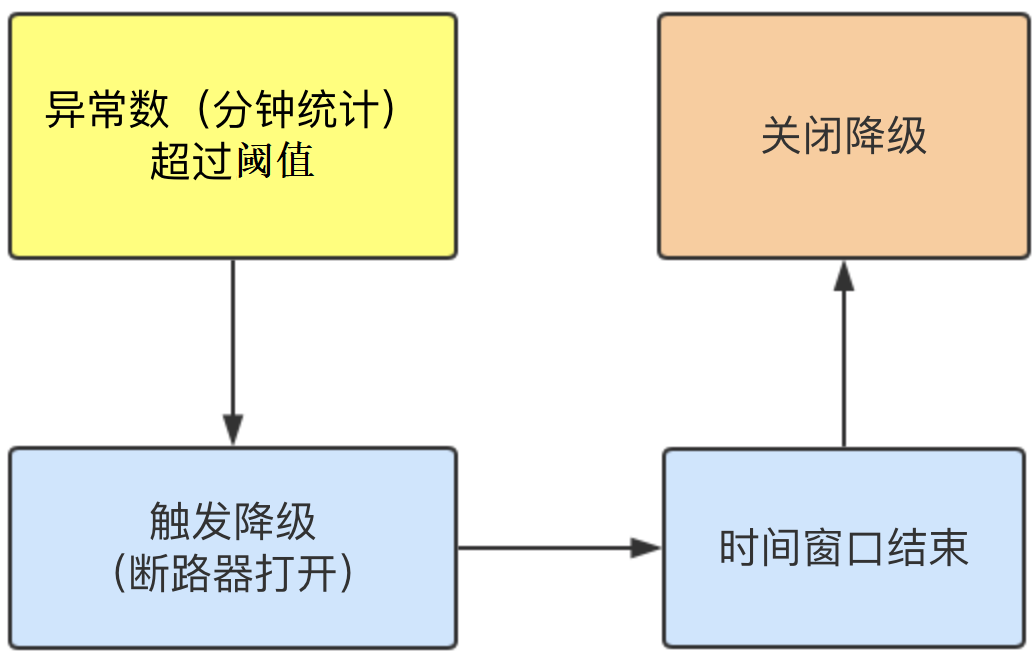 异常数（分钟统计）
超过阈值
触发降级
（断路器打开）
时间窗口结束
关闭降级